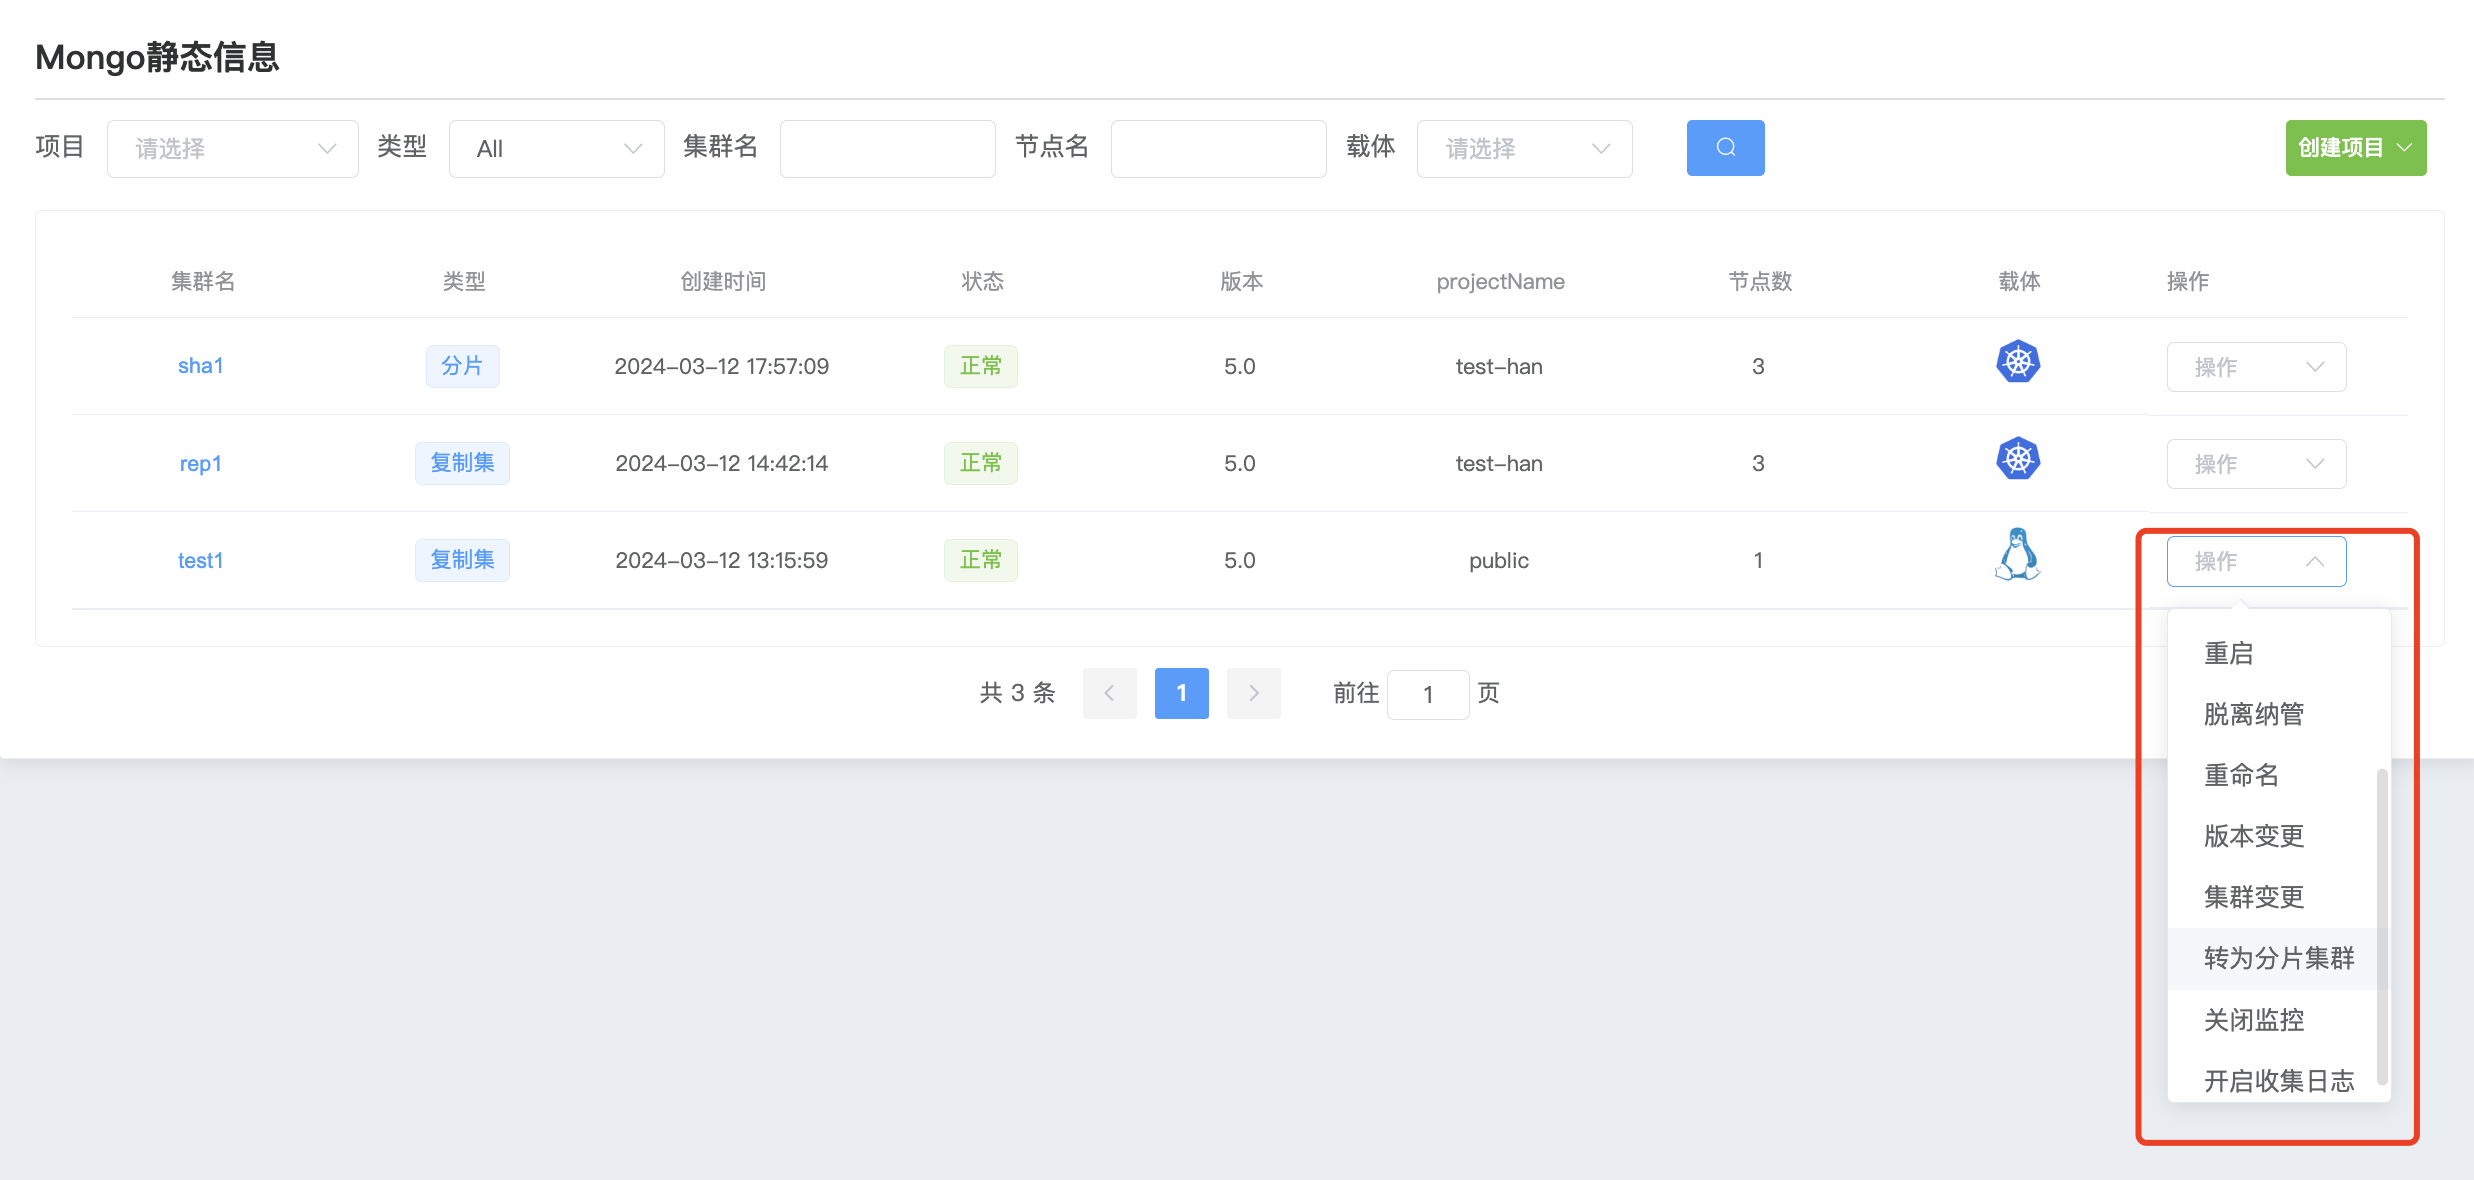 Mongo静态信息
项目 请选择 类型 All 集群名 节点名 载体 请选择 创建项目
集群名 类型 创建时间 状态 版本 projectName 节点数 载体 操作
sha1 分片 2024-03-12 17:57:09 正常 5.0 test-han 3 操作
rep1 复制集 2024-03-12 14:42:14 正常 5.0 test-han 3 操作
test1 复制集 2024-03-12 13:15:59 正常 5.0 public 1 操作
共 3 条 1 前往 1 页
重启
脱离纳管
重命名
版本变更
集群变更
转为分片集群
关闭监控
开启收集日志